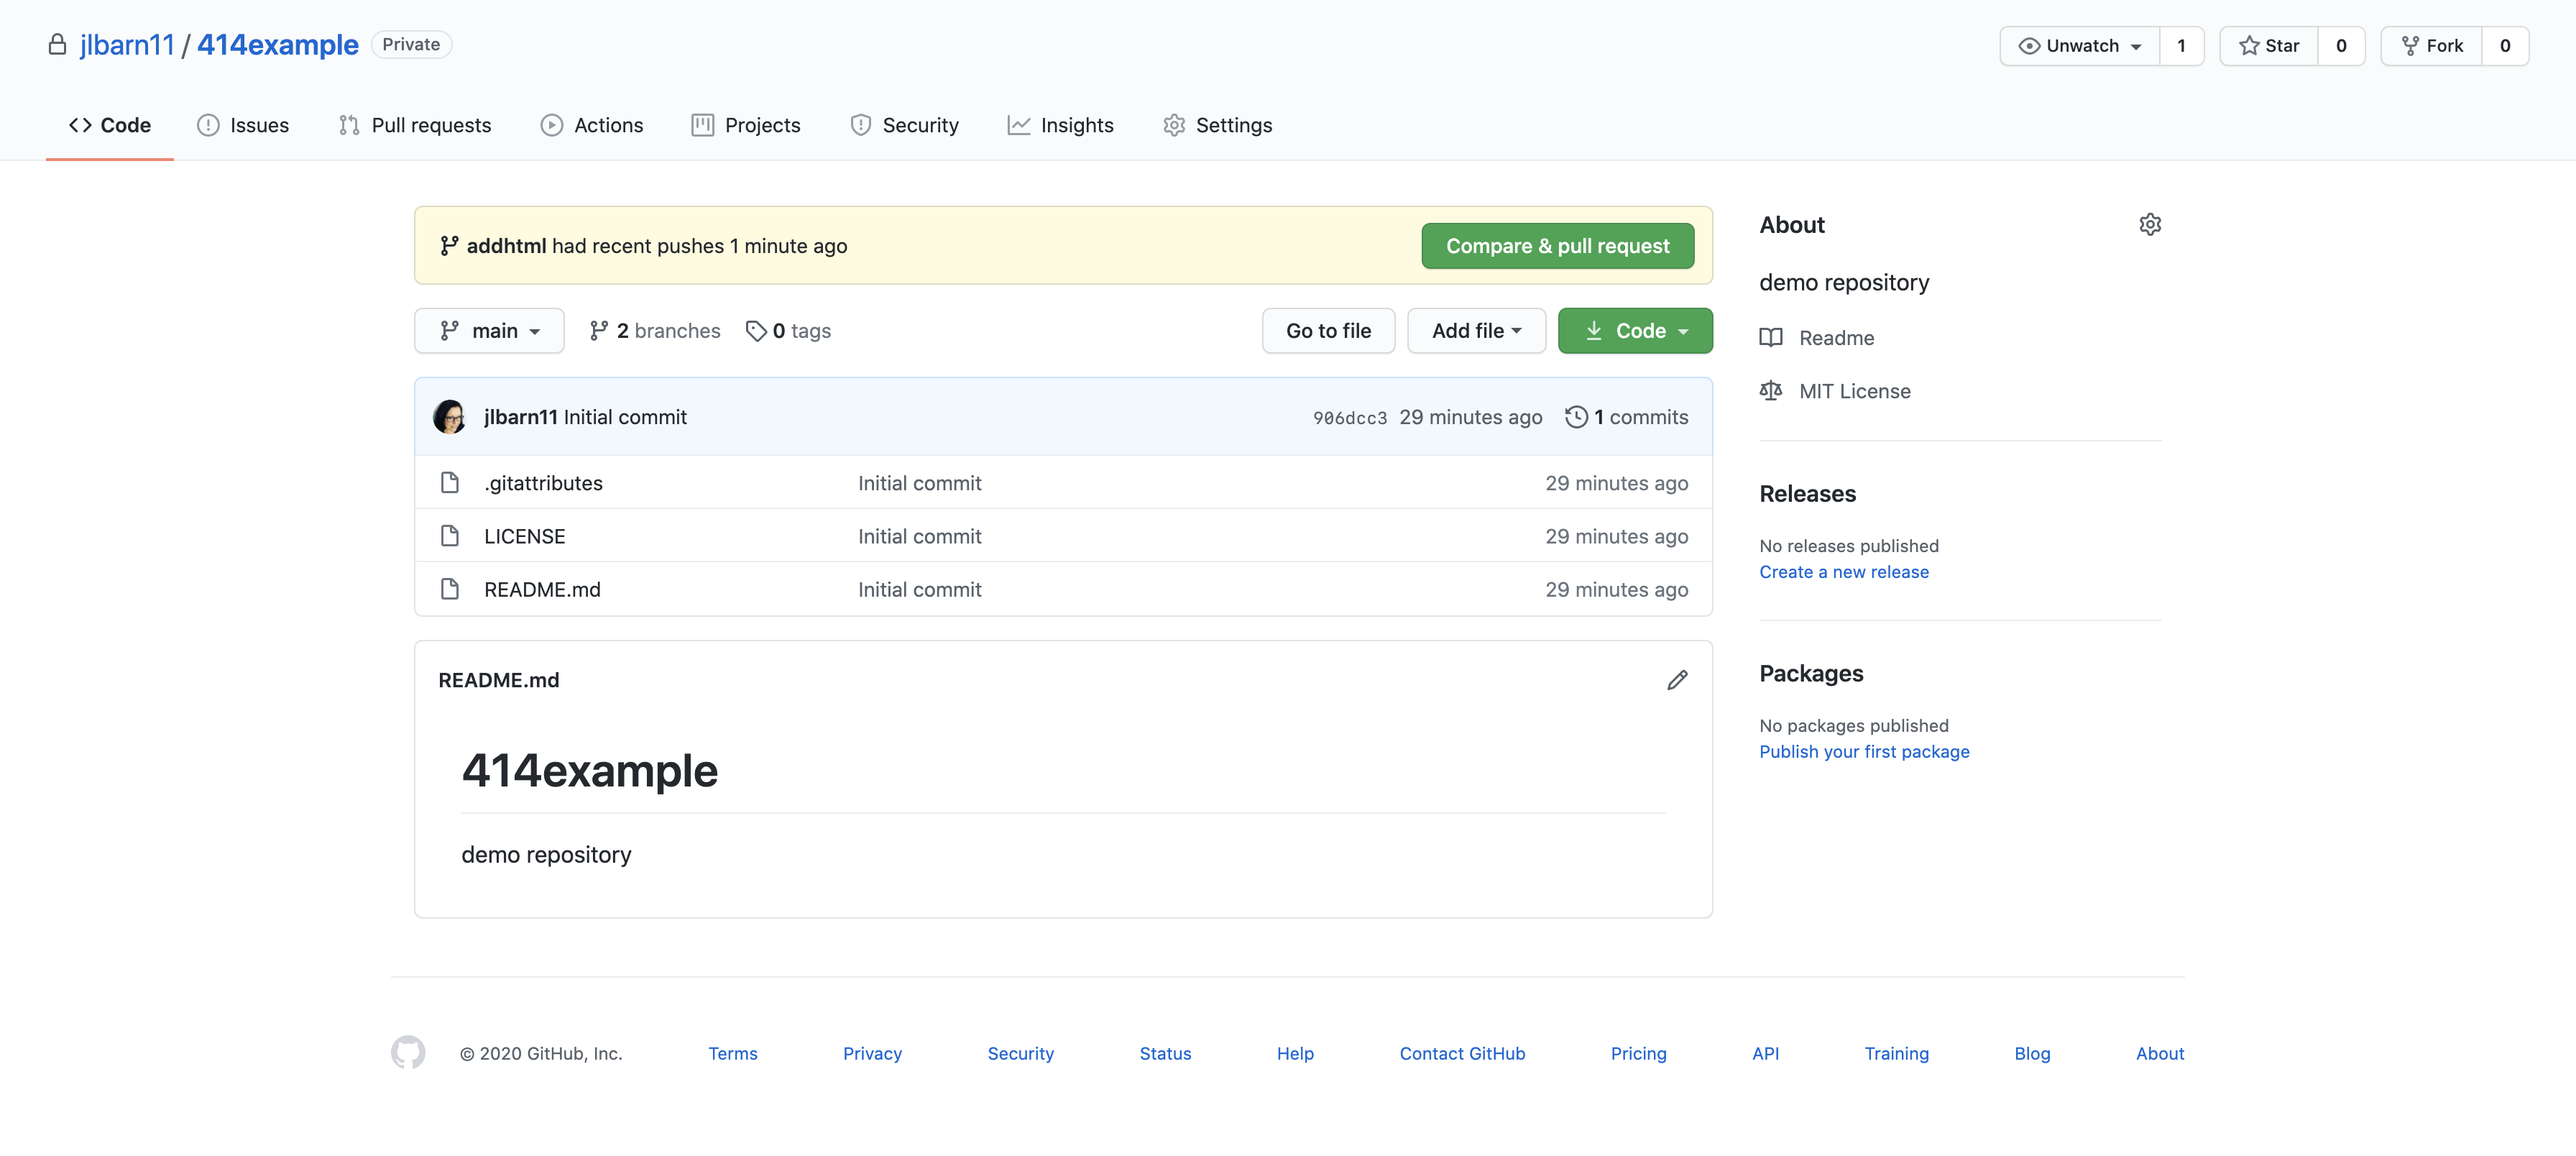 jlbarn11 / 414example Private
Unwatch 1 Star 0 Fork 0
Code Issues Pull requests Actions Projects Security Insights Settings
addhtml had recent pushes 1 minute ago Compare & pull request
main 2 branches 0 tags Go to file Add file Code
jlbarn11 Initial commit 906dcc3 29 minutes ago 1 commits
.gitattributes Initial commit 29 minutes ago
LICENSE Initial commit 29 minutes ago
README.md Initial commit 29 minutes ago
README.md
414example
demo repository
About
demo repository
Readme
MIT License
Releases
No releases published
Create a new release
Packages
No packages published
Publish your first package
© 2020 GitHub, Inc. Terms Privacy Security Status Help Contact GitHub Pricing API Training Blog About